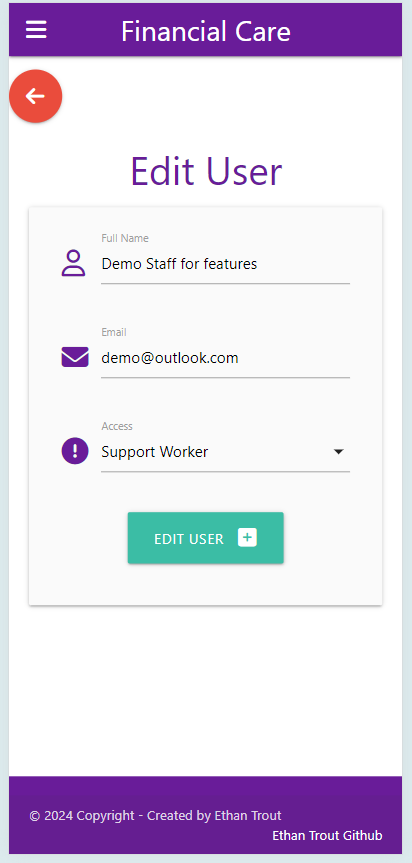 Financial Care
Edit User
Full Name
Demo Staff for features
Email
demo@outlook.com
Access
Support Worker
EDIT USER
© 2024 Copyright - Created by Ethan Trout
Ethan Trout Github